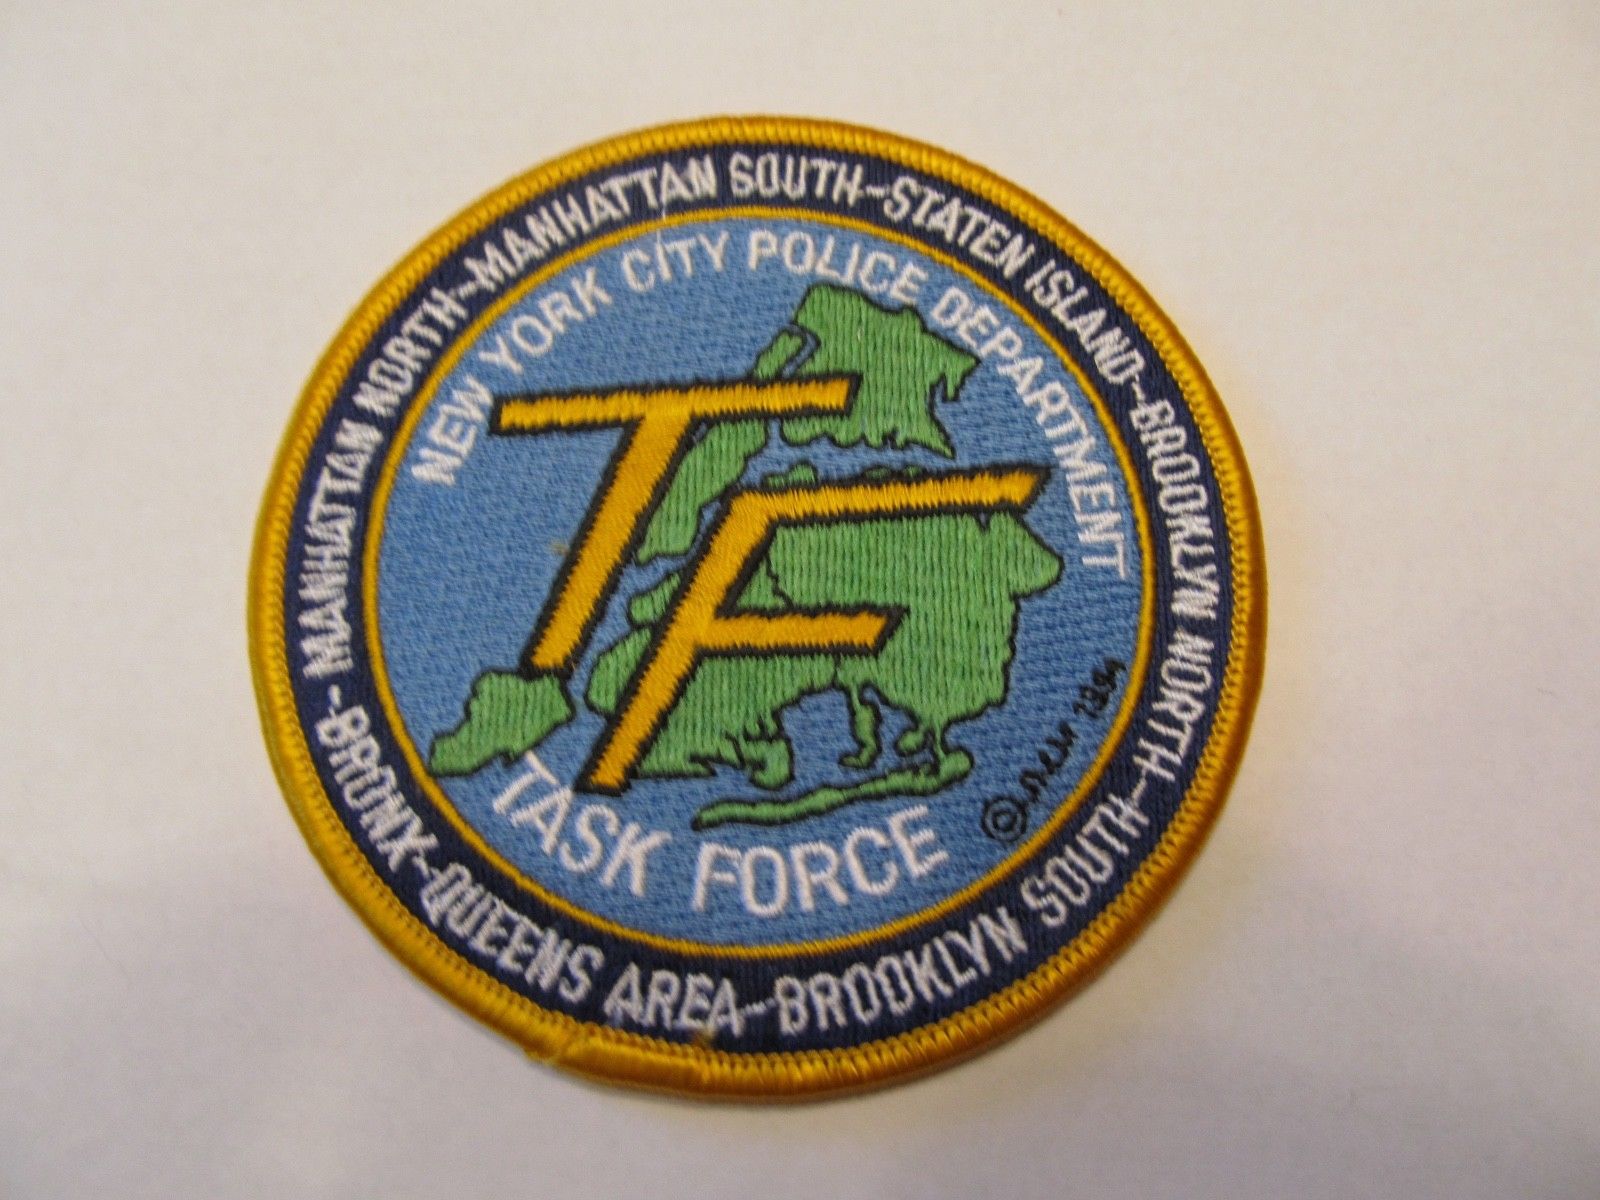 MANHATTAN NORTH-MANHATTAN SOUTH-STATEN ISLAND-BROOKLYN NORTH-
-BRONX-QUEENS AREA-BROOKLYN SOUTH-
NEW YORK CITY POLICE DEPARTMENT
TF
TASK FORCE
©